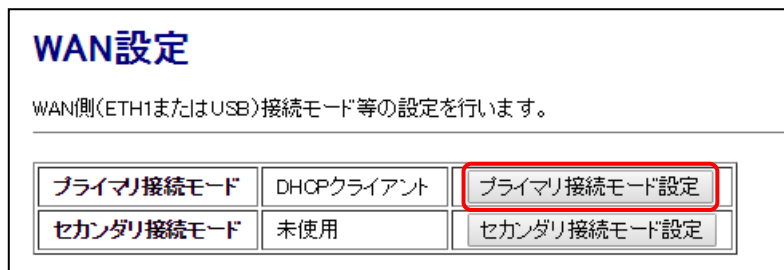 WAN設定
WAN側(ETH1またはUSB)接続モード等の設定を行います。
プライマリ接続モード DHCPクライアント プライマリ接続モード設定
セカンダリ接続モード 未使用 セカンダリ接続モード設定